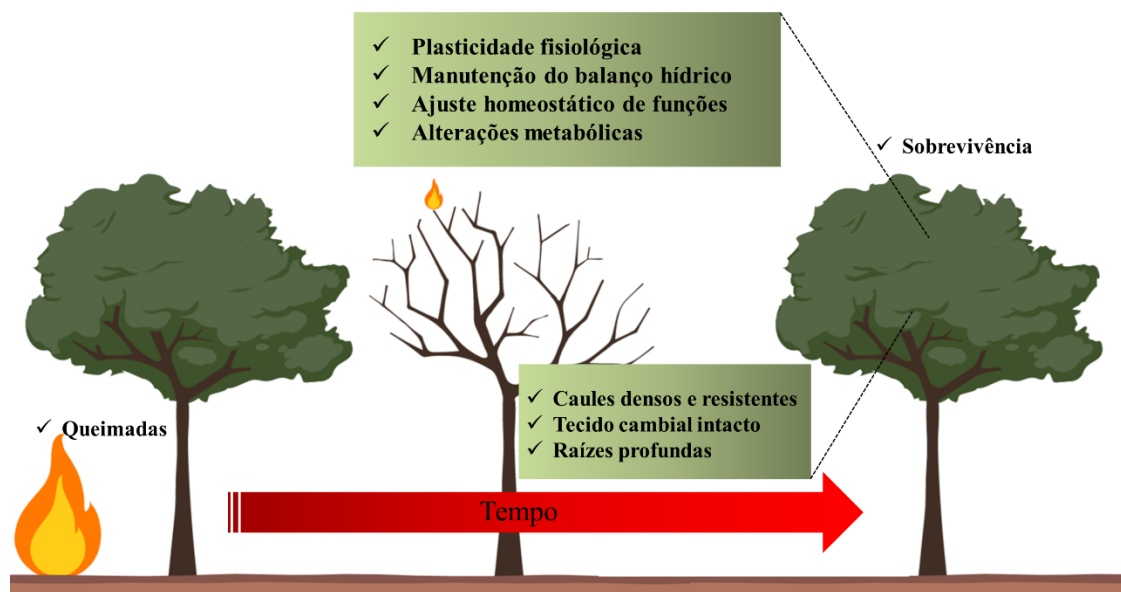 ✓ Plasticidade fisiológica
✓ Manutenção do balanço hídrico
✓ Ajuste homeostático de funções
✓ Alterações metabólicas
✓ Sobrevivência
✓ Caules densos e resistentes
✓ Tecido cambial intacto
✓ Raízes profundas
✓ Queimadas
Tempo